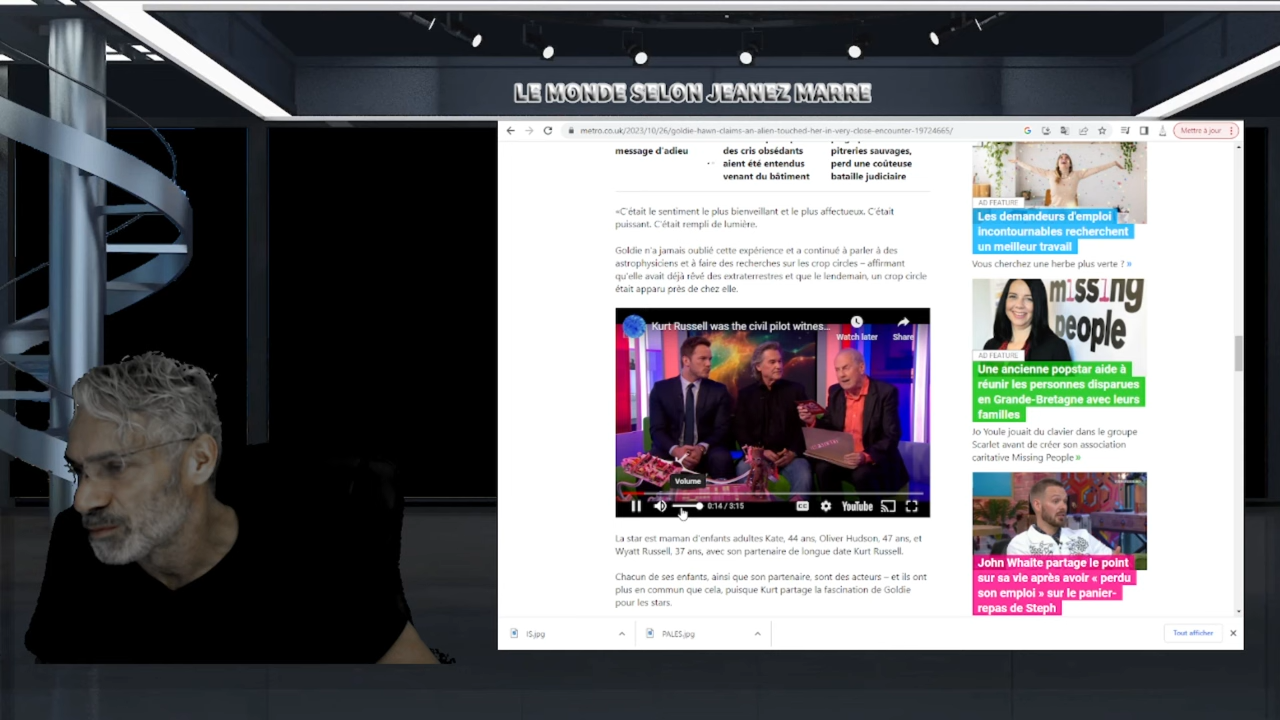 LE MONDE SELON JEANEZ MARRE
metro.co.uk/2023/10/26/goldie-hawn-claims-an-alien-touched-her-in-very-close-encounter-19724665/
Mettre à jour
message d'adieu
des cris obsédants
aient été entendus
venant du bâtiment
pitreries sauvages,
perd une coûteuse
bataille judiciaire
«C'était le sentiment le plus bienveillant et le plus affectueux. C'était
puissant. C'était rempli de lumière.
Goldie n'a jamais oublié cette expérience et a continué à parler à des
astrophysiciens et à faire des recherches sur les crop circles – affirmant
qu'elle avait déjà rêvé des extraterrestres et que le lendemain, un crop circle
était apparu près de chez elle.
Kurt Russell was the civil pilot witnes...
Watch later
Share
Volume
0:14 / 3:15
CC
YouTube
La star est maman d'enfants adultes Kate, 44 ans, Oliver Hudson, 47 ans, et
Wyatt Russell, 37 ans, avec son partenaire de longue date Kurt Russell.
Chacun de ses enfants, ainsi que son partenaire, sont des acteurs – et ils ont
plus en commun que cela, puisque Kurt partage la fascination de Goldie
pour les stars.
AD FEATURE
Les demandeurs d'emploi
incontournables recherchent
un meilleur travail
Vous cherchez une herbe plus verte ? »
missing
people
AD FEATURE
Une ancienne popstar aide à
réunir les personnes disparues
en Grande-Bretagne avec leurs
familles
Jo Youle jouait du clavier dans le groupe
Scarlet avant de créer son association
caritative Missing People »
John Whaite partage le point
sur sa vie après avoir « perdu
son emploi » sur le panier-
repas de Steph
IS.jpg
PALES.jpg
Tout afficher